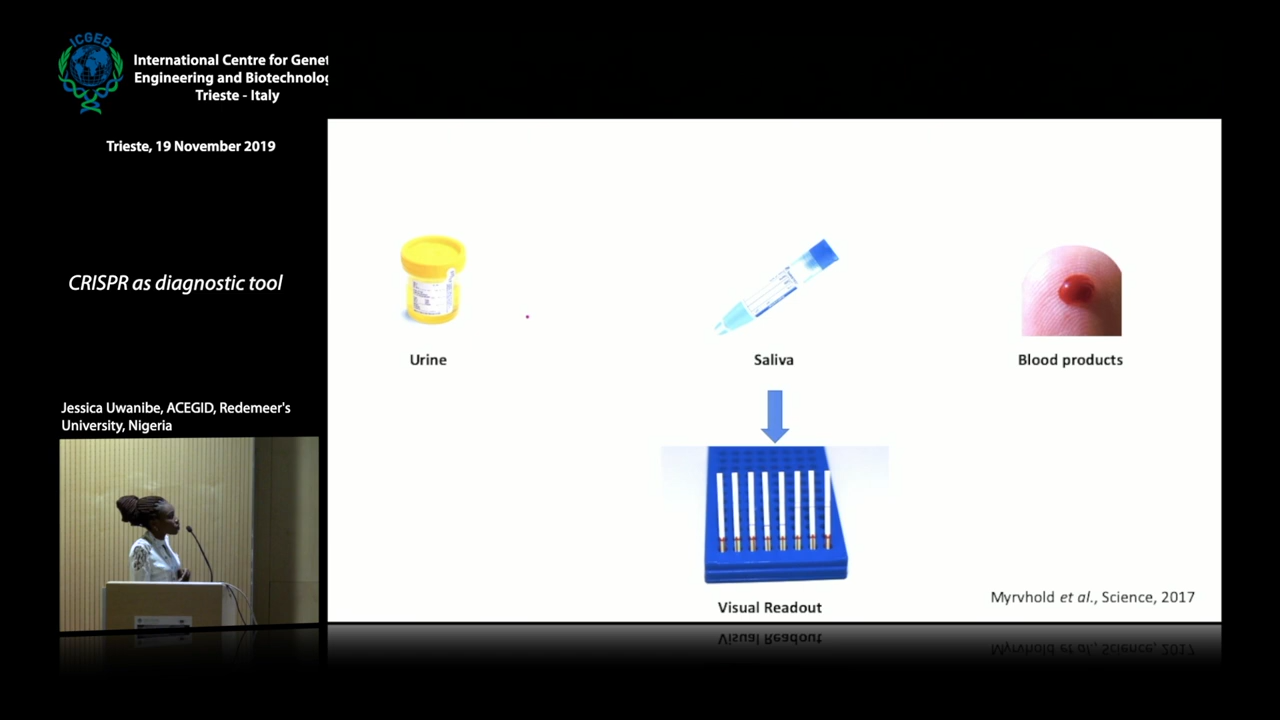 ICGEB
International Centre for Genet
Engineering and Biotechnolog
Trieste - Italy
Trieste, 19 November 2019
CRISPR as diagnostic tool
Jessica Uwanibe, ACEGID, Redemeer's
University, Nigeria
Urine
Saliva
Blood products
Visual Readout
Myrvhold et al., Science, 2017